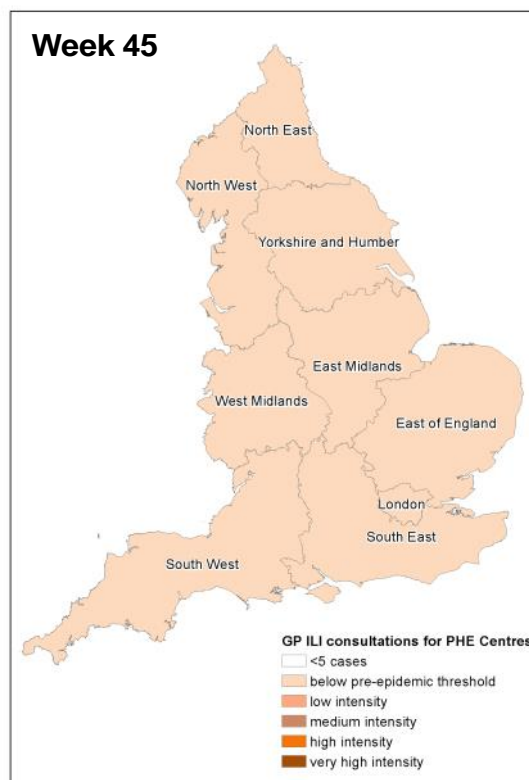 Week 45
North East
North West
Yorkshire and Humber
East Midlands
West Midlands
East of England
London
South East
South West
GP ILI consultations for PHE Centres
<5 cases
below pre-epidemic threshold
low intensity
medium intensity
high intensity
very high intensity